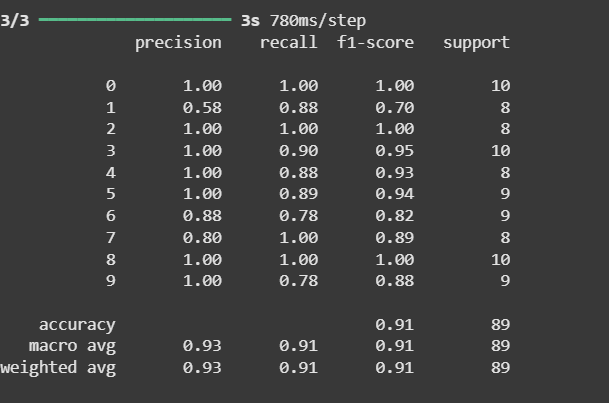 3/3 ━━━━━━━━━━━━━━━━━━━━ 3s 780ms/step
precision recall f1-score support
0 1.00 1.00 1.00 10
1 0.58 0.88 0.70 8
2 1.00 1.00 1.00 8
3 1.00 0.90 0.95 10
4 1.00 0.88 0.93 8
5 1.00 0.89 0.94 9
6 0.88 0.78 0.82 9
7 0.80 1.00 0.89 8
8 1.00 1.00 1.00 10
9 1.00 0.78 0.88 9
accuracy 0.91 89
macro avg 0.93 0.91 0.91 89
weighted avg 0.93 0.91 0.91 89